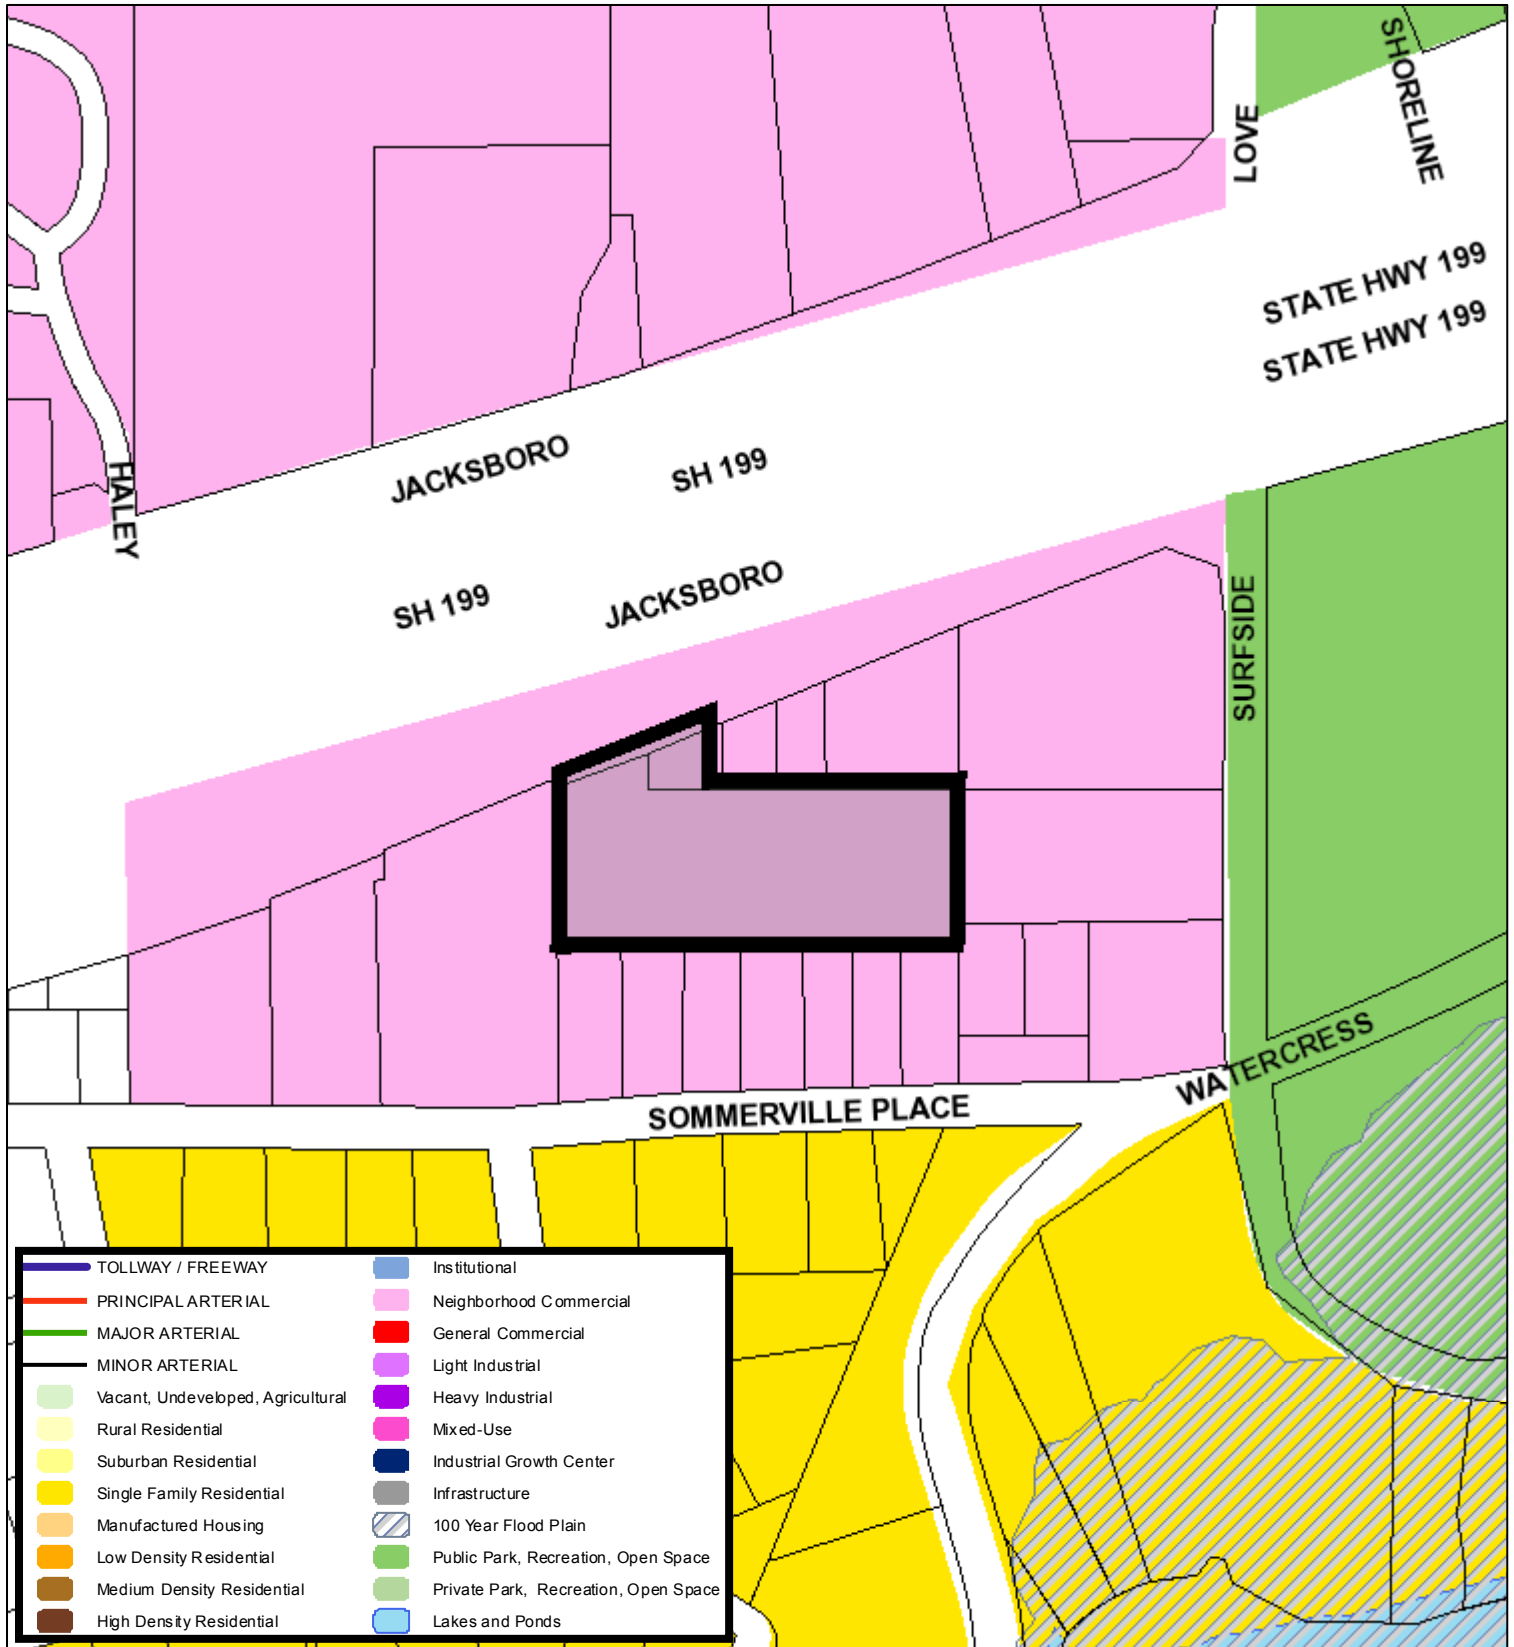 SHORELINE
LOVE
STATE HWY 199
STATE HWY 199
JACKSBORO
SH 199
HALEY
JACKSBORO
SH 199
SURFSIDE
WATERCRESS
SOMMERVILLE PLACE
TOLLWAY / FREEWAY
PRINCIPAL ARTERIAL
MAJOR ARTERIAL
MINOR ARTERIAL
Vacant, Undeveloped, Agricultural
Rural Residential
Suburban Residential
Single Family Residential
Manufactured Housing
Low Density Residential
Medium Density Residential
High Density Residential
Institutional
Neighborhood Commercial
General Commercial
Light Industrial
Heavy Industrial
Mixed-Use
Industrial Growth Center
Infrastructure
100 Year Flood Plain
Public Park, Recreation, Open Space
Private Park, Recreation, Open Space
Lakes and Ponds